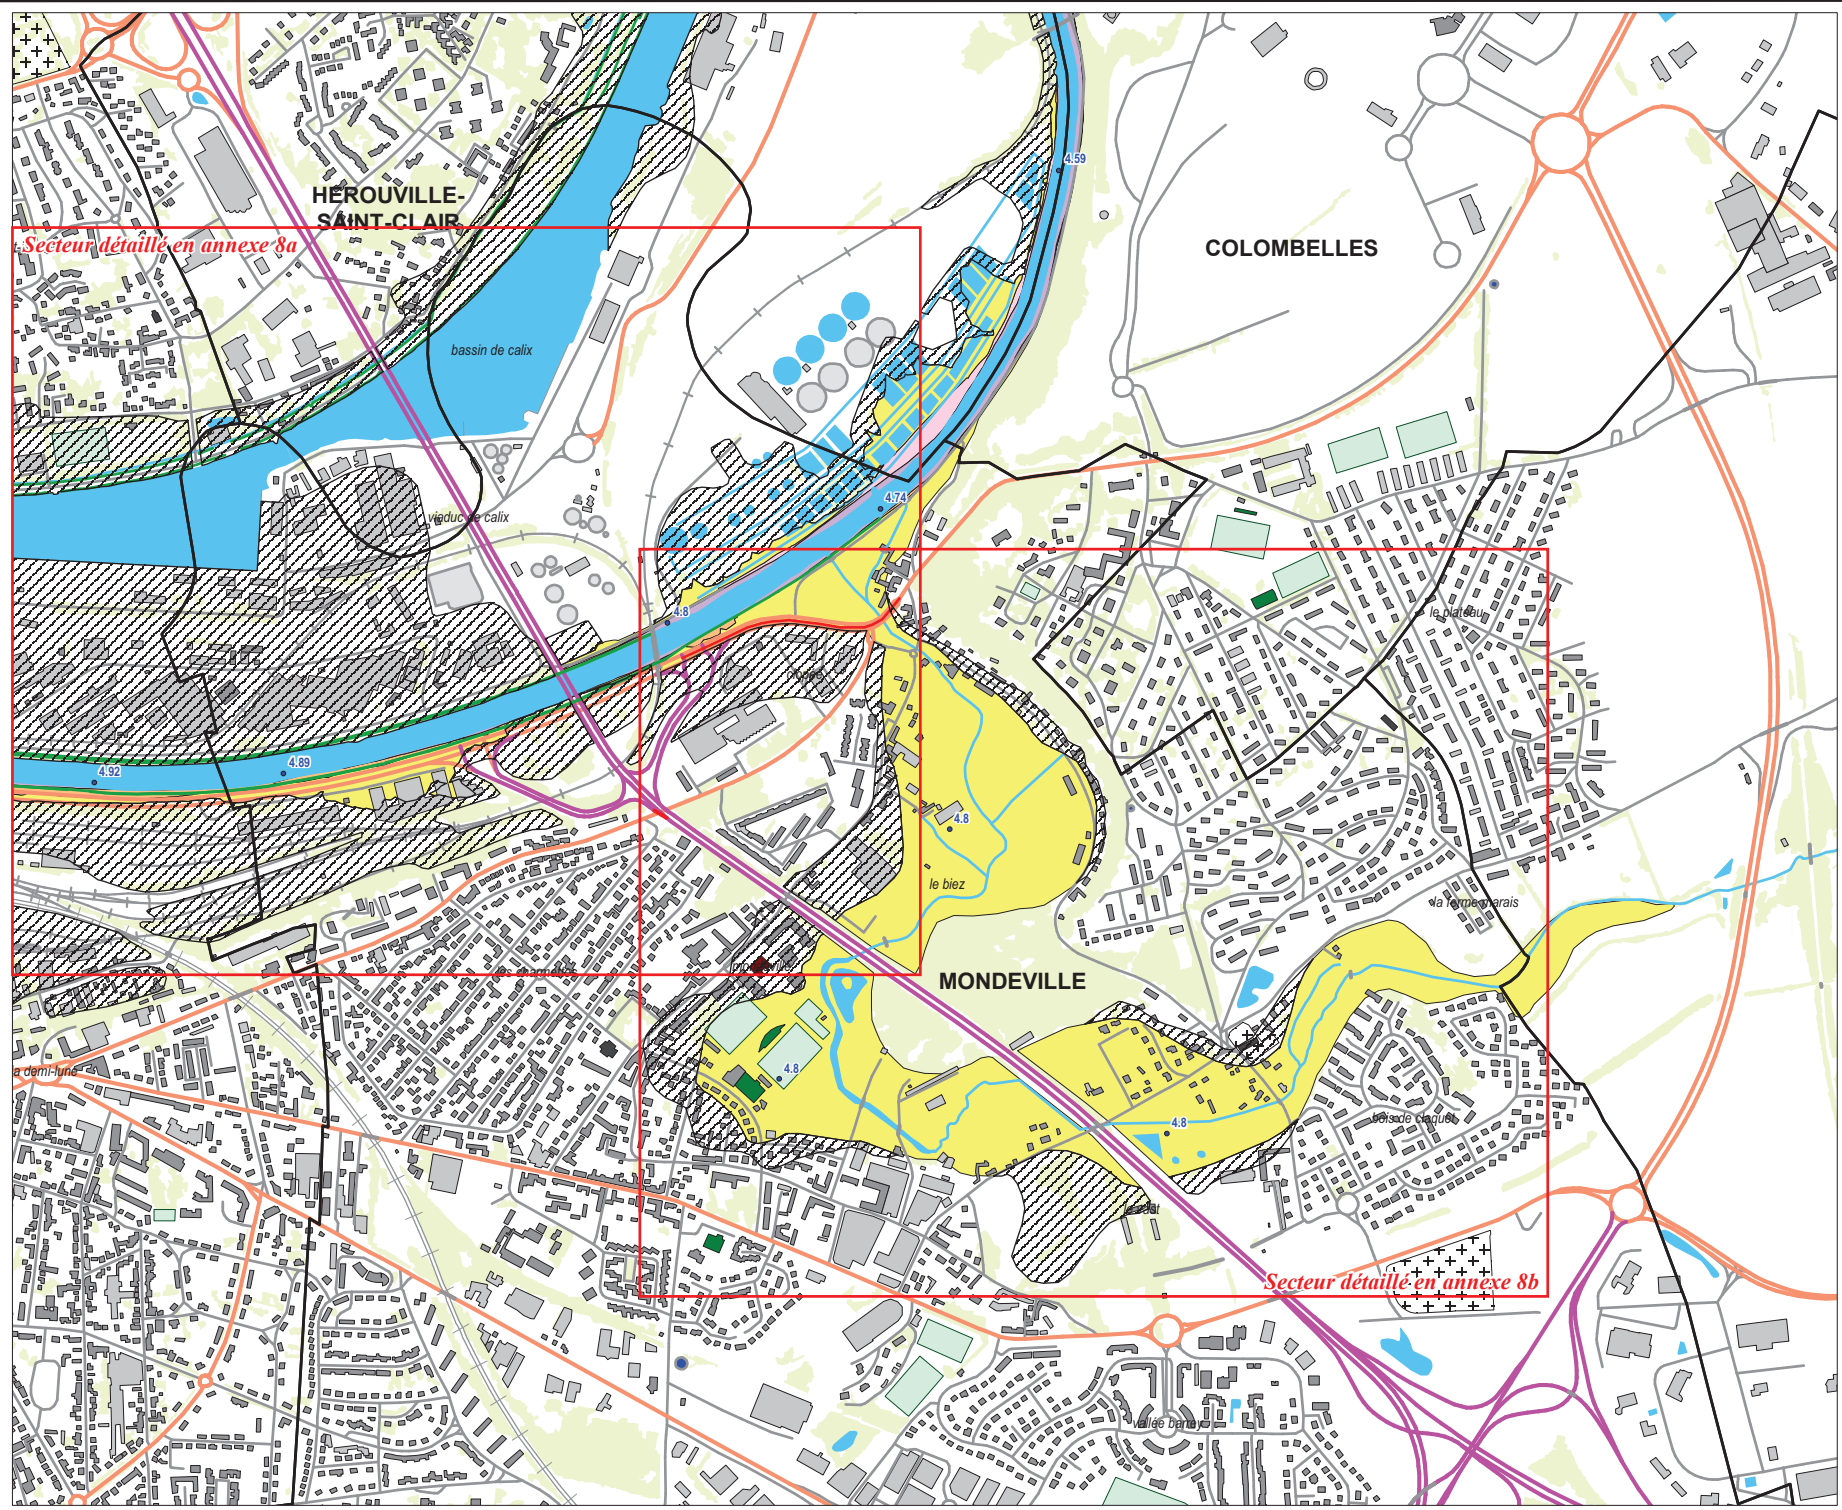 HEROUVILLE-
SAINT-CLAIR
4.59
Secteur détaillé en annexe 8a
COLOMBELLES
bassin de calix
4.74
viaduc de calix
4.8
le plateau
4.92
4.89
4.8
le biez
la ferme marais
MONDEVILLE
4.8
a demi-lune
4.8
bois de claquet
Secteur détaillé en annexe 8b
vallée barrey